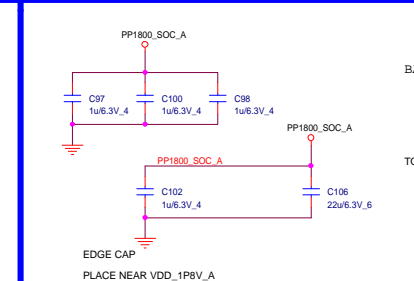 PP1800_SOC_A
C97
1u/6.3V_4
C100
1u/6.3V_4
C98
1u/6.3V_4
PP1800_SOC_A
PP1800_SOC_A
C102
1u/6.3V_4
C106
22u/6.3V_6
EDGE CAP
PLACE NEAR VDD_1P8V_A